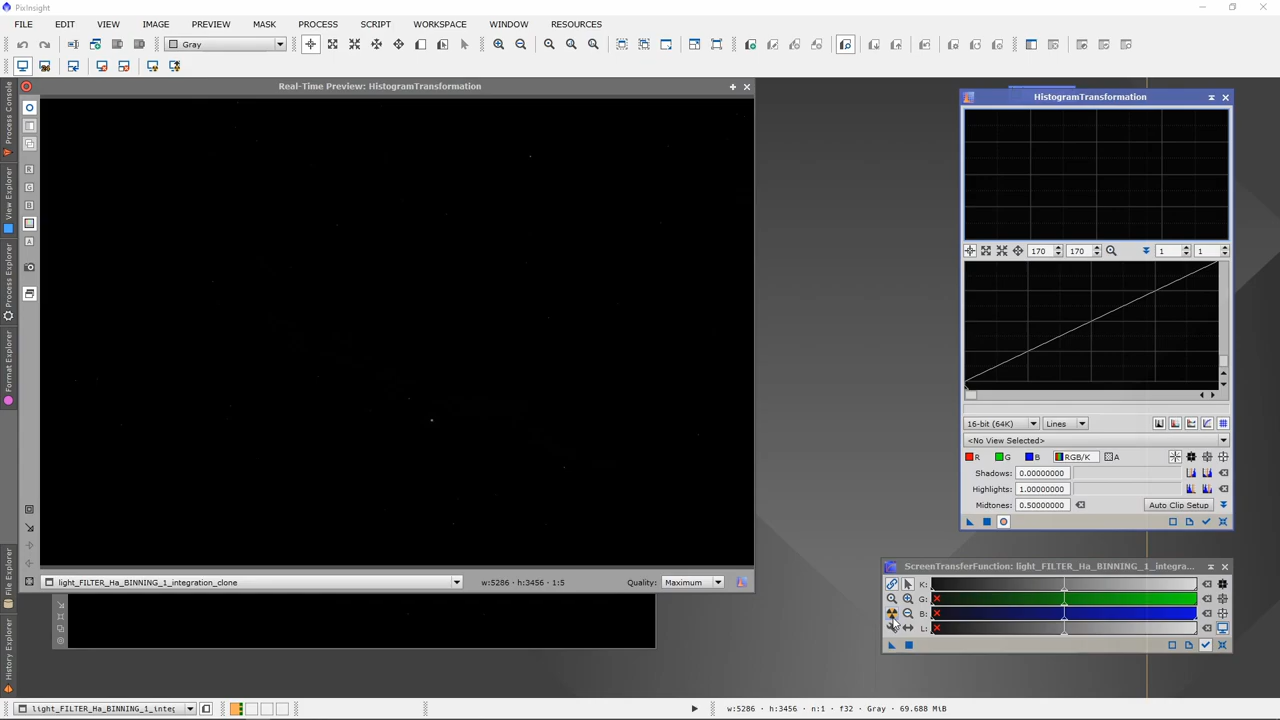 PixInsight
FILE EDIT VIEW IMAGE PREVIEW MASK PROCESS SCRIPT WORKSPACE WINDOW RESOURCES
Gray
Real-Time Preview: HistogramTransformation
Process Console
View Explorer
Process Explorer
Format Explorer
File Explorer
History Explorer
R
G
B
A
light_FILTER_Ha_BINNING_1_integration_clone
w:5286 · h:3456 · 1:5
Quality: Maximum
HistogramTransformation
170 170 1 1
16-bit (64K) Lines
<No View Selected>
R G B RGB/K A
Shadows: 0.00000000
Highlights: 1.00000000
Midtones: 0.50000000 Auto Clip Setup
ScreenTransferFunction: light_FILTER_Ha_BINNING_1_integra...
K:
G:
B:
L:
light_FILTER_Ha_BINNING_1_inte
w:5286 · h:3456 · n:1 · f32 · Gray · 69.688 MiB